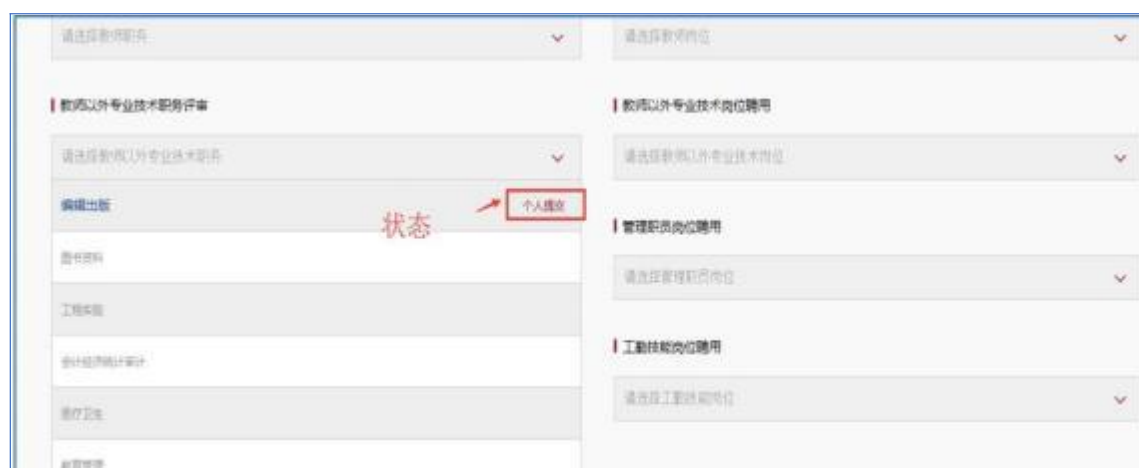 请选择教师职务
请选择教师岗位
教师以外专业技术职务评审
教师以外专业技术岗位聘用
请选择教师以外专业技术职务
请选择教师以外专业技术岗位
编辑出版
个人提交
状态
管理职员岗位聘用
图书资料
请选择管理职员岗位
工程实验
工勤技能岗位聘用
会计经济统计审计
请选择工勤技能岗位
医疗卫生
教育管理